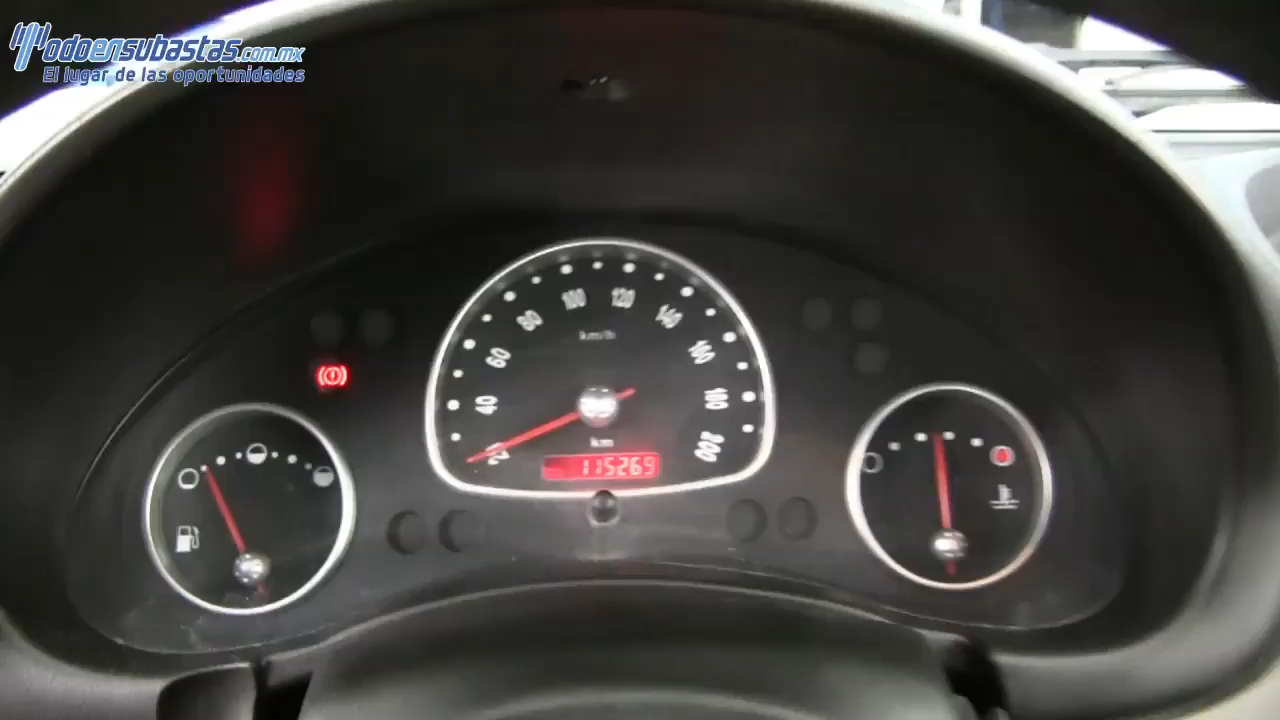 todoensubastas.com.mx
El lugar de las oportunidades
20
40
60
80
100
120
140
160
180
200
km/h
km
115269